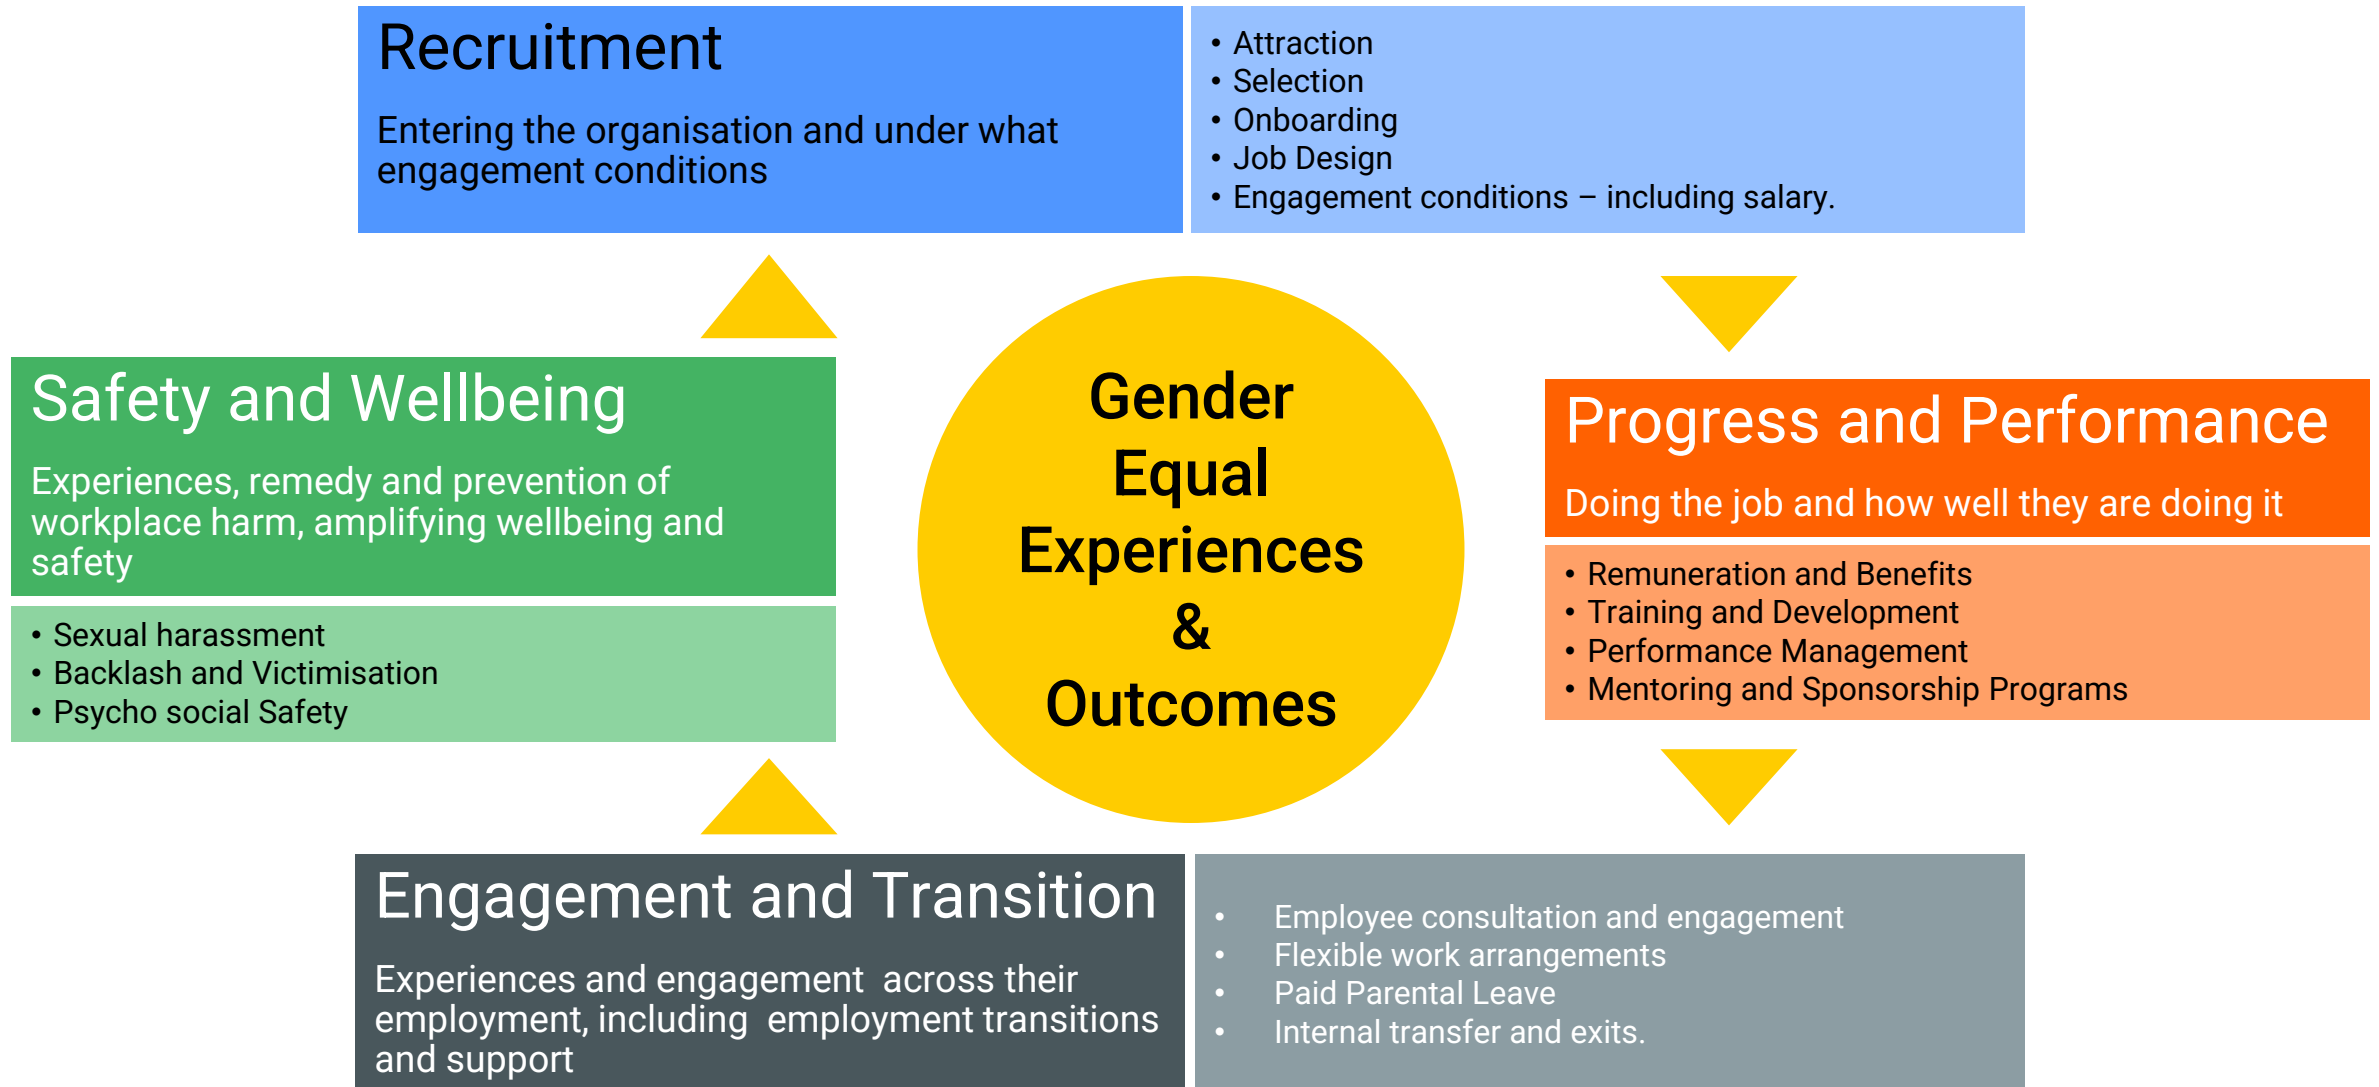 Recruitment
Entering the organisation and under what
engagement conditions
• Attraction
• Selection
• Onboarding
• Job Design
• Engagement conditions – including salary.
Safety and Wellbeing
Experiences, remedy and prevention of
workplace harm, amplifying wellbeing and
safety
• Sexual harassment
• Backlash and Victimisation
• Psycho social Safety
Gender
Equal
Experiences
&
Outcomes
Progress and Performance
Doing the job and how well they are doing it
• Remuneration and Benefits
• Training and Development
• Performance Management
• Mentoring and Sponsorship Programs
Engagement and Transition
Experiences and engagement  across their
employment, including  employment transitions
and support
• Employee consultation and engagement
• Flexible work arrangements
• Paid Parental Leave
• Internal transfer and exits.